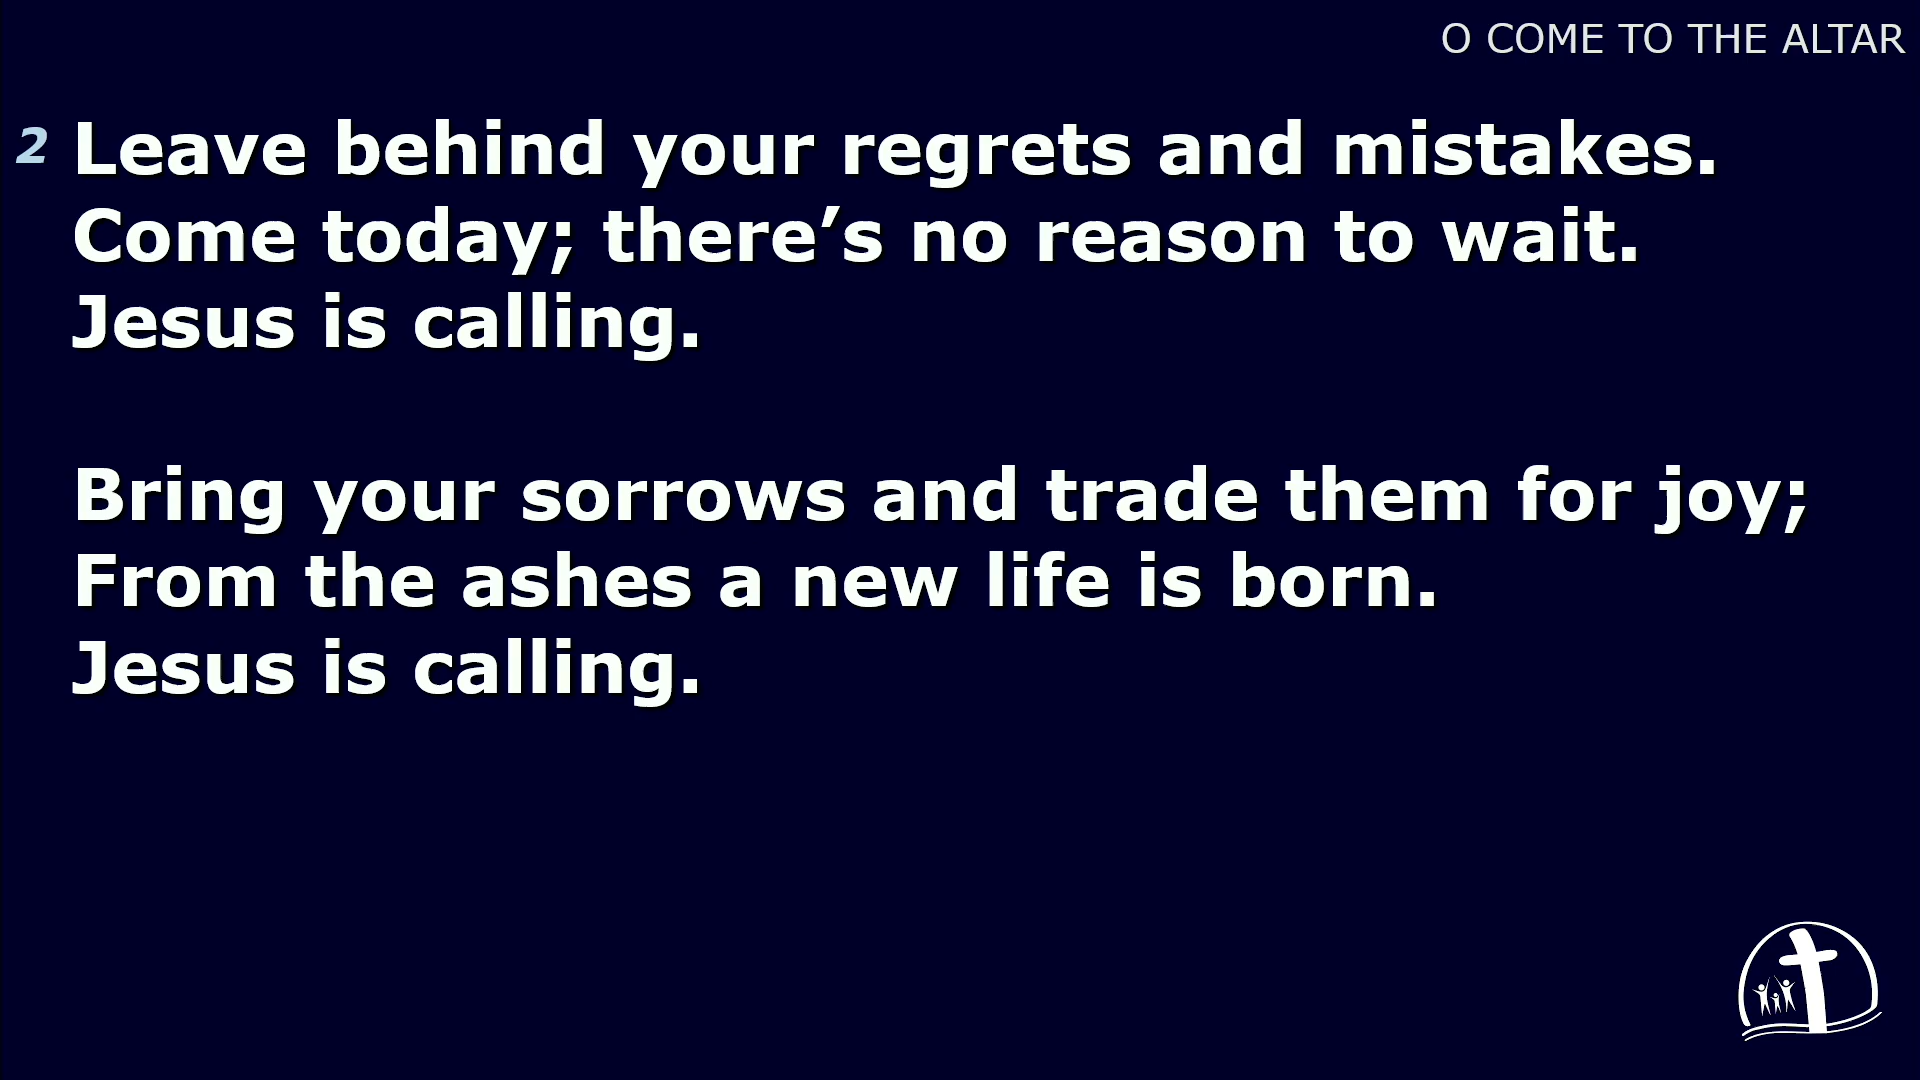 O COME TO THE ALTAR
2 Leave behind your regrets and mistakes.
Come today; there’s no reason to wait.
Jesus is calling.
Bring your sorrows and trade them for joy;
From the ashes a new life is born.
Jesus is calling.